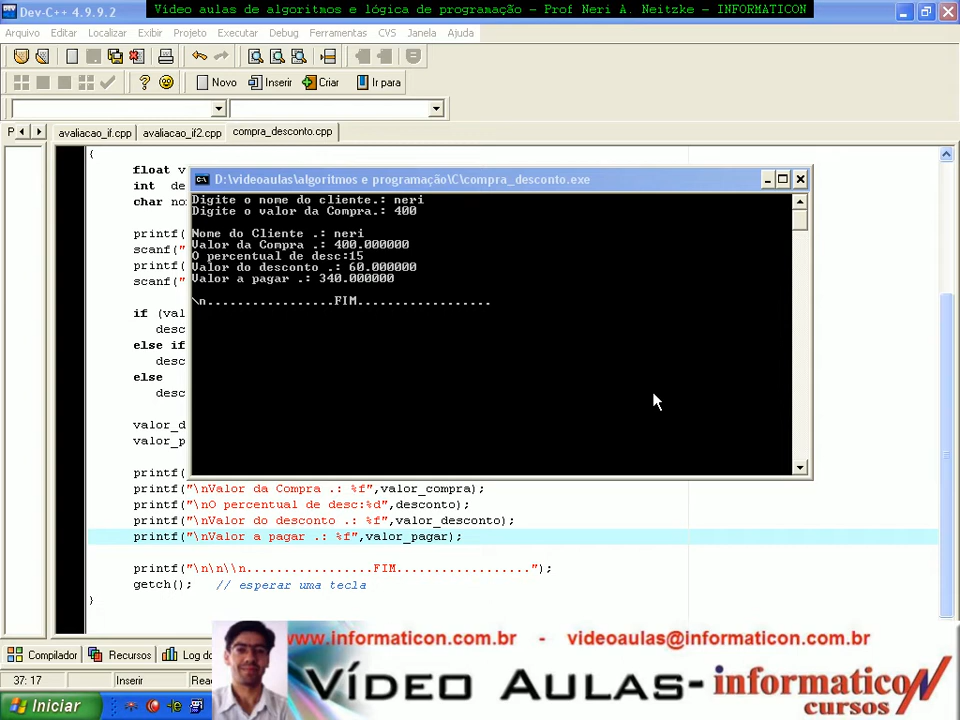 Dev-C++ 4.9.9.2
Vídeo aulas de algoritmos e lógica de programação – Prof Neri A. Neitzke – INFORMATICON
Arquivo Editar Localizar Exibir Projeto Executar Debug Ferramentas CVS Janela Ajuda
Novo Inserir Criar Ir para
P avaliacao_if.cpp avaliacao_if2.cpp compra_desconto.cpp
{
float v
int de
char no
printf(
scanf("
printf(
scanf("
if (val
desc
else if
desc
else
desc
valor_d
valor_p
printf(
D:\videoaulas\algoritmos e programação\C\compra_desconto.exe
Digite o nome do cliente.: neri
Digite o valor da Compra.: 400
Nome do Cliente .: neri
Valor da Compra .: 400.000000
O percentual de desc:15
Valor do desconto .: 60.000000
Valor a pagar .: 340.000000
\n.................FIM..................
printf("\nValor da Compra .: %f",valor_compra);
printf("\nO percentual de desc:%d",desconto);
printf("\nValor do desconto .: %f",valor_desconto);
printf("\nValor a pagar .: %f",valor_pagar);
printf("\n\n\\n.................FIM..................");
getch(); // esperar uma tecla
}
www.informaticon.com.br - videoaulas@informaticon.com.br
Compilador Recursos Log do
VÍDEO AULAS- informaticon
cursos
37: 17 Inserir
Iniciar